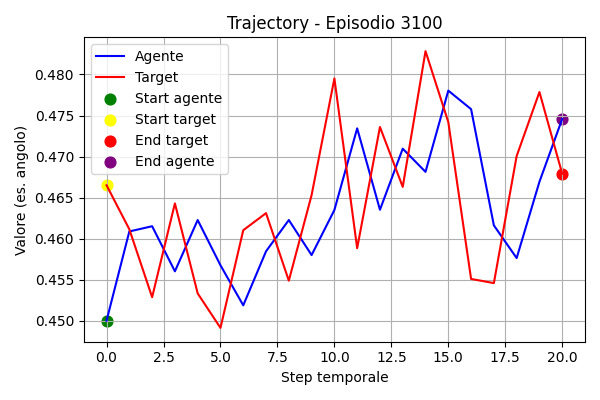 Trajectory - Episodio 3100
Agente
Target
Start agente
Start target
End target
End agente
Valore (es. angolo)
0.480
0.475
0.470
0.465
0.460
0.455
0.450
0.0 2.5 5.0 7.5 10.0 12.5 15.0 17.5 20.0
Step temporale